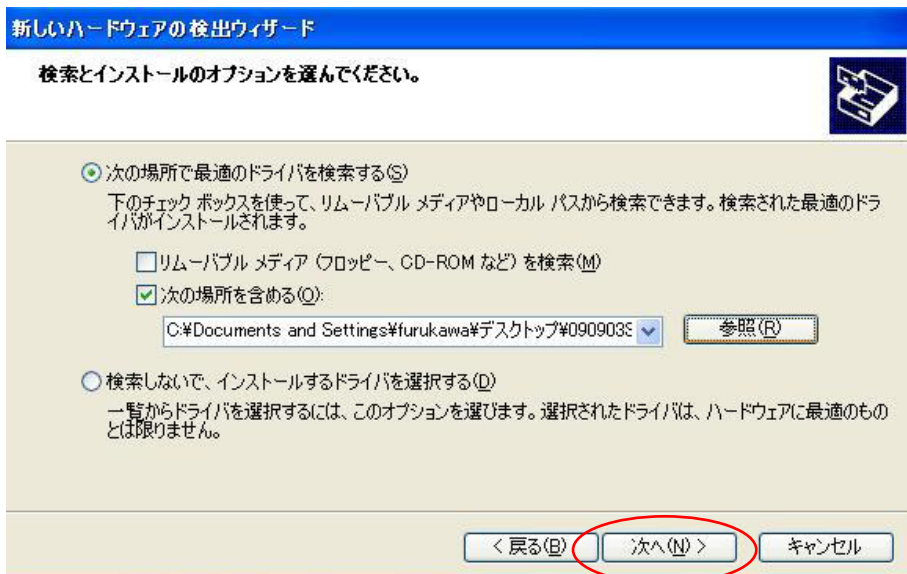 新しいハードウェアの検出ウィザード
検索とインストールのオプションを選んでください。
次の場所で最適のドライバを検索する(S)
下のチェック ボックスを使って、リムーバブル メディアやローカル パスから検索できます。検索された最適のドラ
イバがインストールされます。
リムーバブル メディア (フロッピー、CD-ROM など) を検索(M)
次の場所を含める(O):
C:¥Documents and Settings¥furukawa¥デスクトップ¥090903S
参照(R)
検索しないで、インストールするドライバを選択する(D)
一覧からドライバを選択するには、このオプションを選びます。選択されたドライバは、ハードウェアに最適のもの
とは限りません。
< 戻る(B)
次へ(N) >
キャンセル